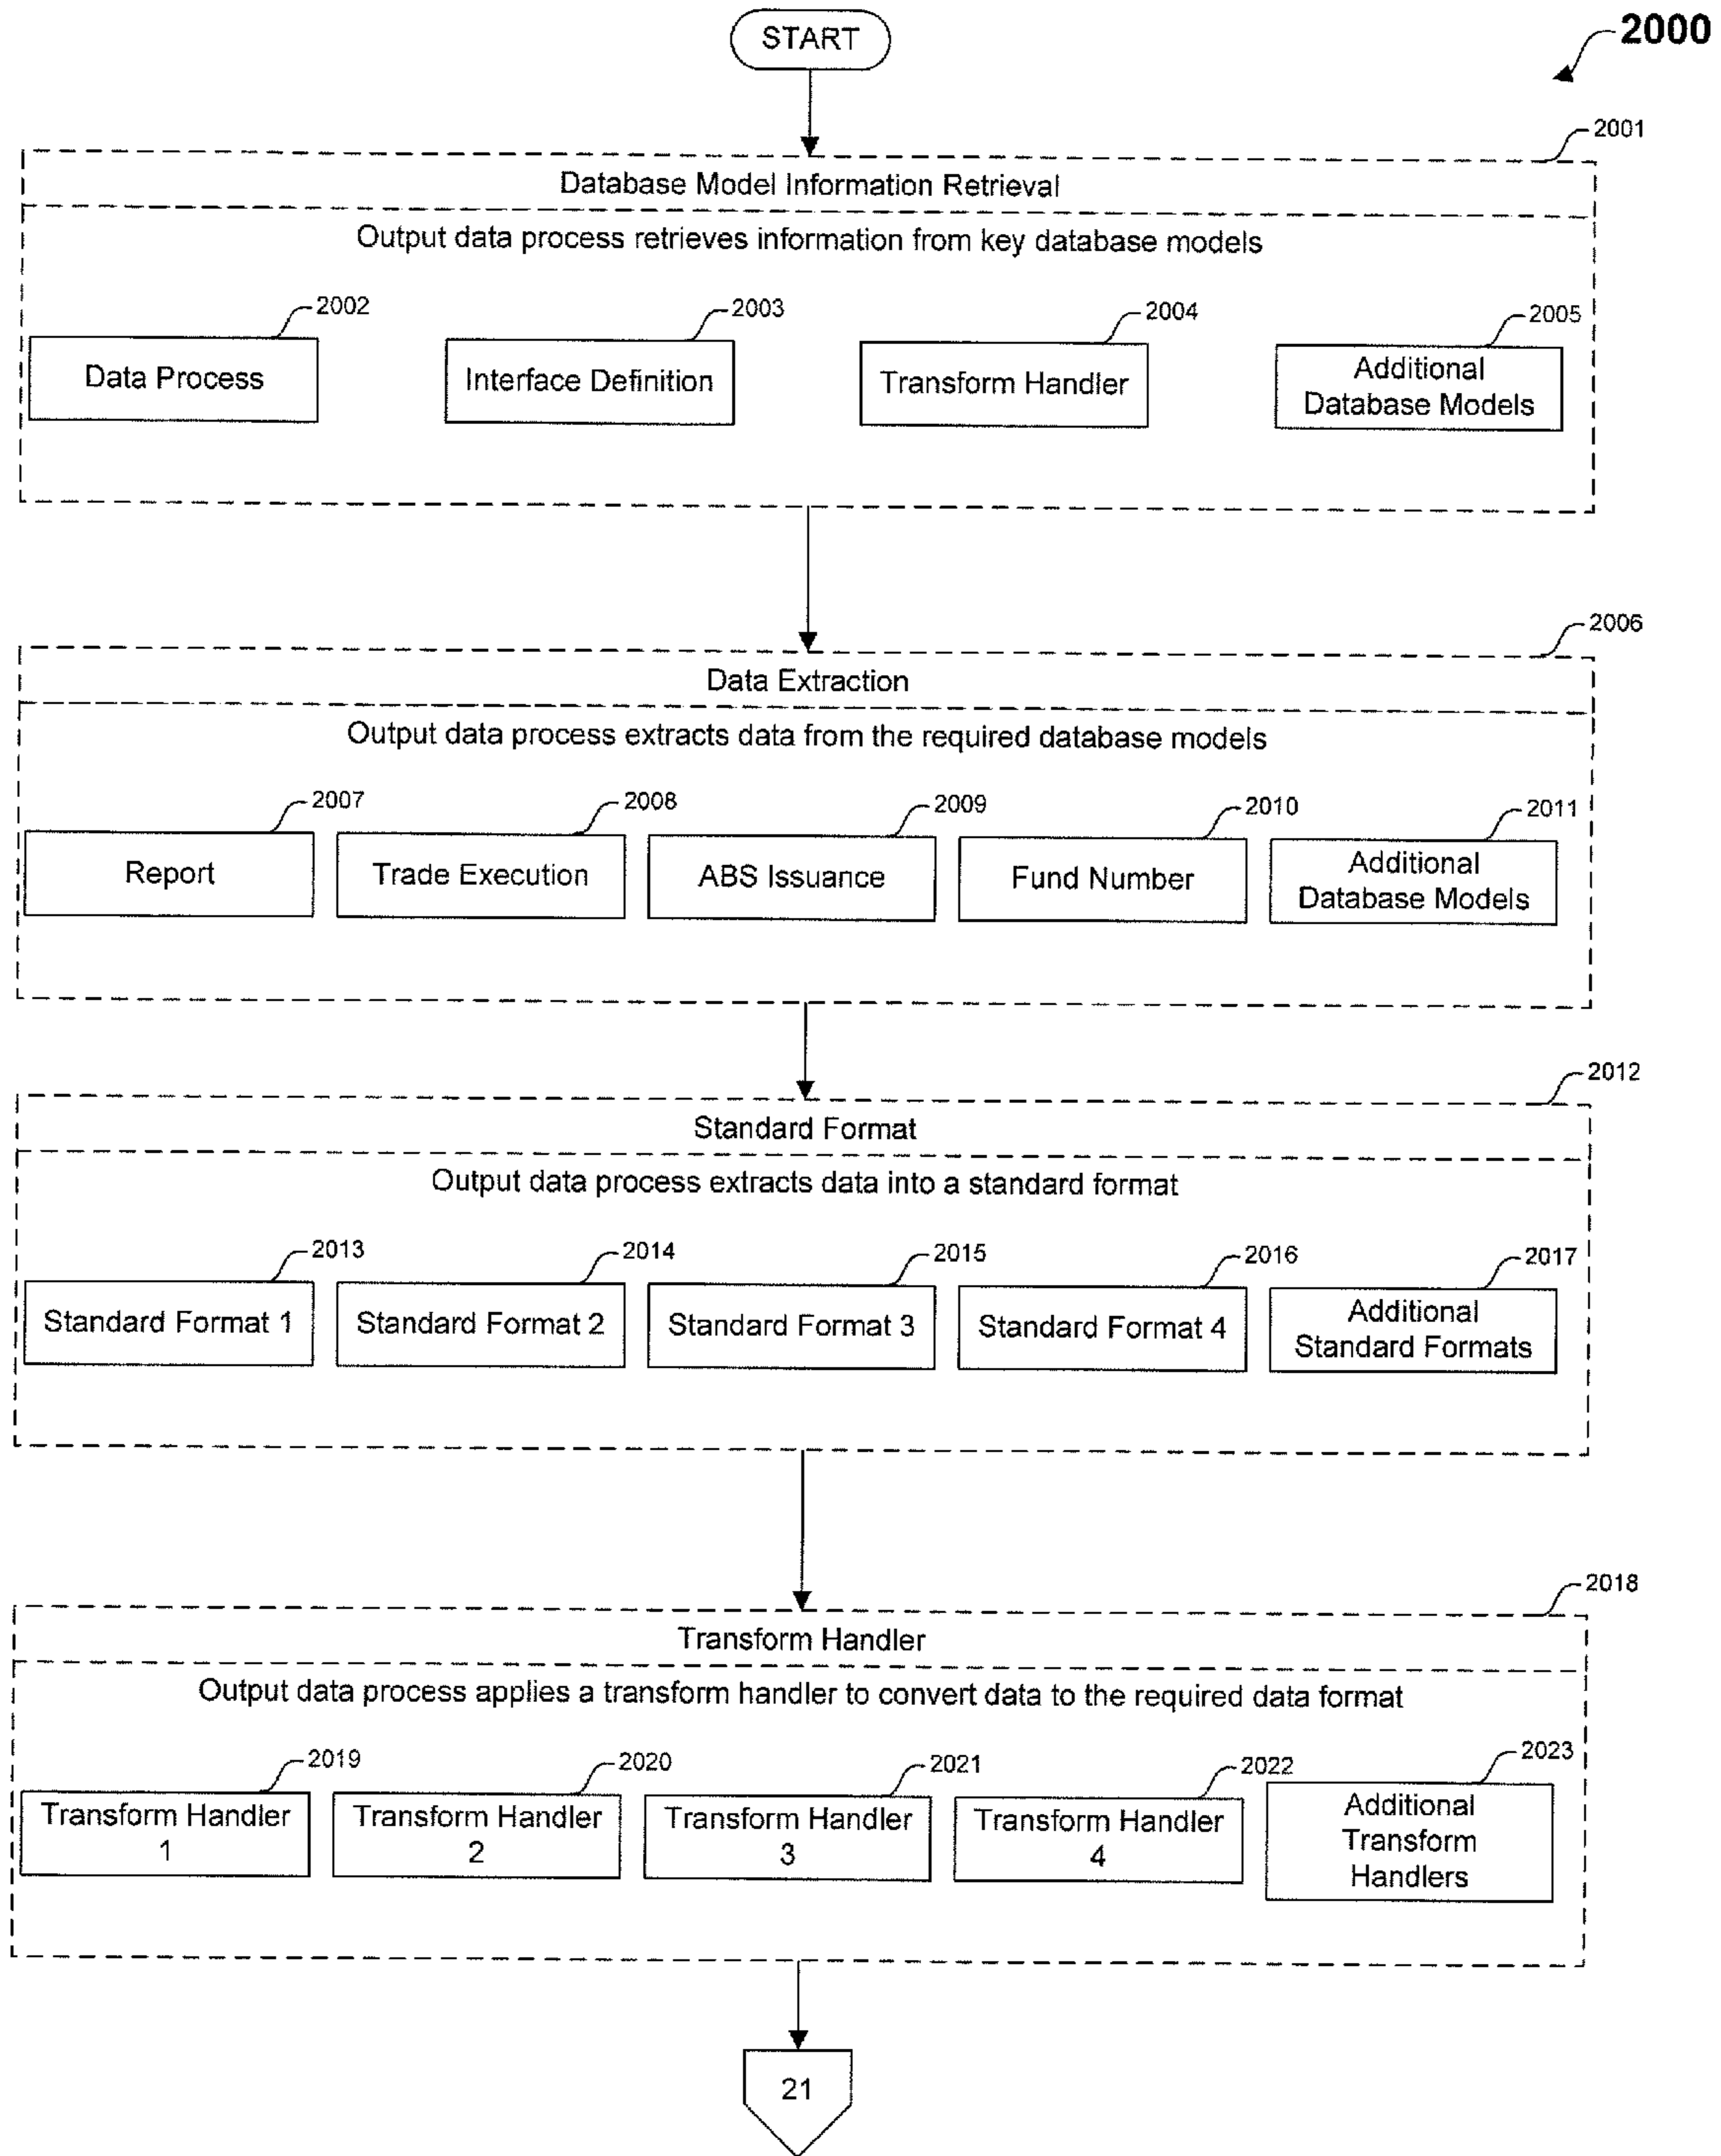 START
2000
2001
Database Model Information Retrieval
Output data process retrieves information from key database models
2002
2003
2004
2005
Data Process
Interface Definition
Transform Handler
Additional
Database Models
2006
Data Extraction
Output data process extracts data from the required database models
2007
2008
2009
2010
2011
Report
Trade Execution
ABS Issuance
Fund Number
Additional
Database Models
2012
Standard Format
Output data process extracts data into a standard format
2013
2014
2015
2016
2017
Standard Format 1
Standard Format 2
Standard Format 3
Standard Format 4
Additional
Standard Formats
2018
Transform Handler
Output data process applies a transform handler to convert data to the required data format
2019
2020
2021
2022
2023
Transform Handler
1
Transform Handler
2
Transform Handler
3
Transform Handler
4
Additional
Transform
Handlers
21